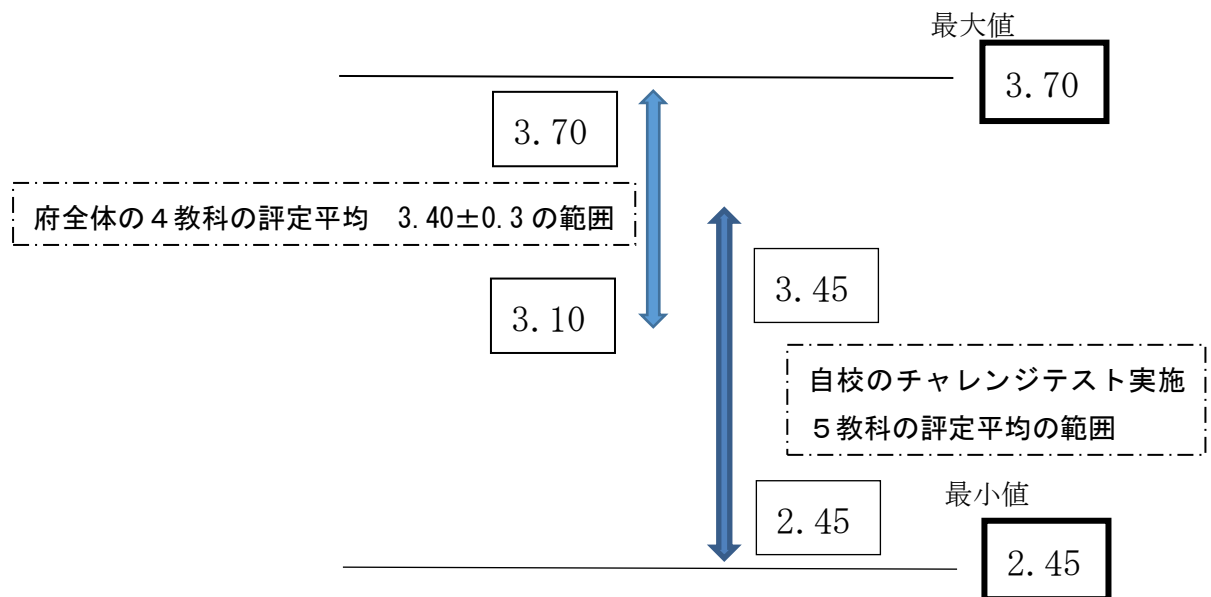 最大値
3.70
3.70
府全体の４教科の評定平均　3.40±0.3の範囲
3.10
3.45
自校のチャレンジテスト実施
５教科の評定平均の範囲
2.45
最小値
2.45